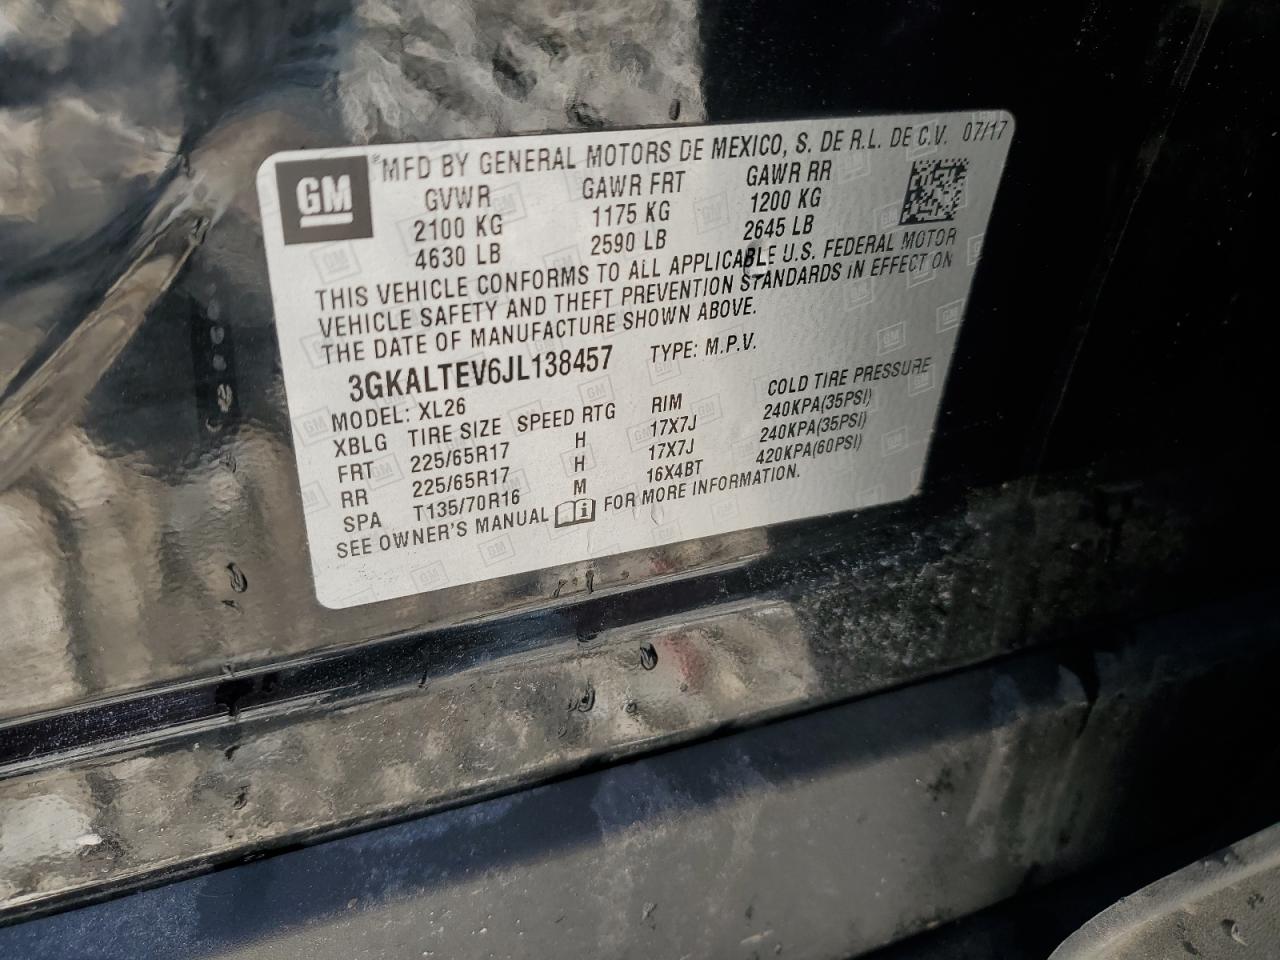 GM
*MFD BY GENERAL MOTORS DE MEXICO, S. DE R.L. DE C.V. 07/17
GVWR GAWR FRT GAWR RR
2100 KG 1175 KG 1200 KG
4630 LB 2590 LB 2645 LB
THIS VEHICLE CONFORMS TO ALL APPLICABLE U.S. FEDERAL MOTOR
VEHICLE SAFETY AND THEFT PREVENTION STANDARDS IN EFFECT ON
THE DATE OF MANUFACTURE SHOWN ABOVE.
3GKALTEV6JL138457 TYPE: M.P.V.
MODEL: XL26
XBLG TIRE SIZE SPEED RTG RIM COLD TIRE PRESSURE
FRT 225/65R17 H 17X7J 240KPA(35PSI)
RR 225/65R17 H 17X7J 240KPA(35PSI)
SPA T135/70R16 M 16X4BT 420KPA(60PSI)
SEE OWNER'S MANUAL i FOR MORE INFORMATION.